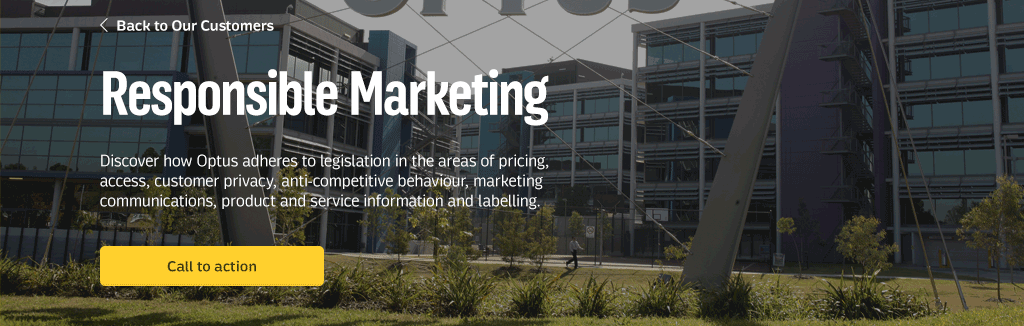 OPTUS
Back to Our Customers
Responsible Marketing
Discover how Optus adheres to legislation in the areas of pricing,
access, customer privacy, anti-competitive behaviour, marketing
communications, product and service information and labelling.
Call to action